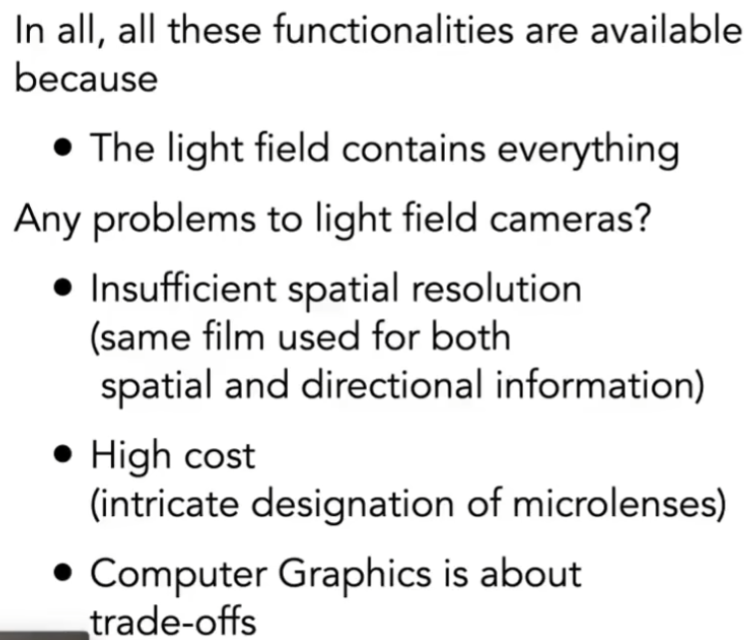 In all, all these functionalities are available
because
• The light field contains everything
Any problems to light field cameras?
• Insufficient spatial resolution
(same film used for both
spatial and directional information)
• High cost
(intricate designation of microlenses)
• Computer Graphics is about
trade-offs